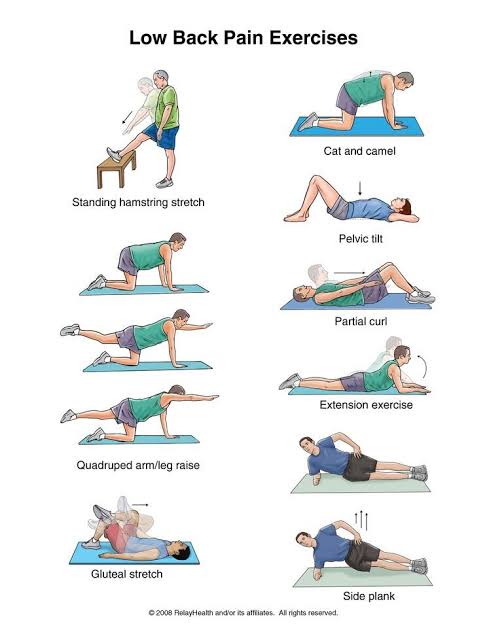 Low Back Pain Exercises
Standing hamstring stretch
Cat and camel
Pelvic tilt
Partial curl
Extension exercise
Quadruped arm/leg raise
Gluteal stretch
Side plank
© 2008 RelayHealth and/or its affiliates. All rights reserved.